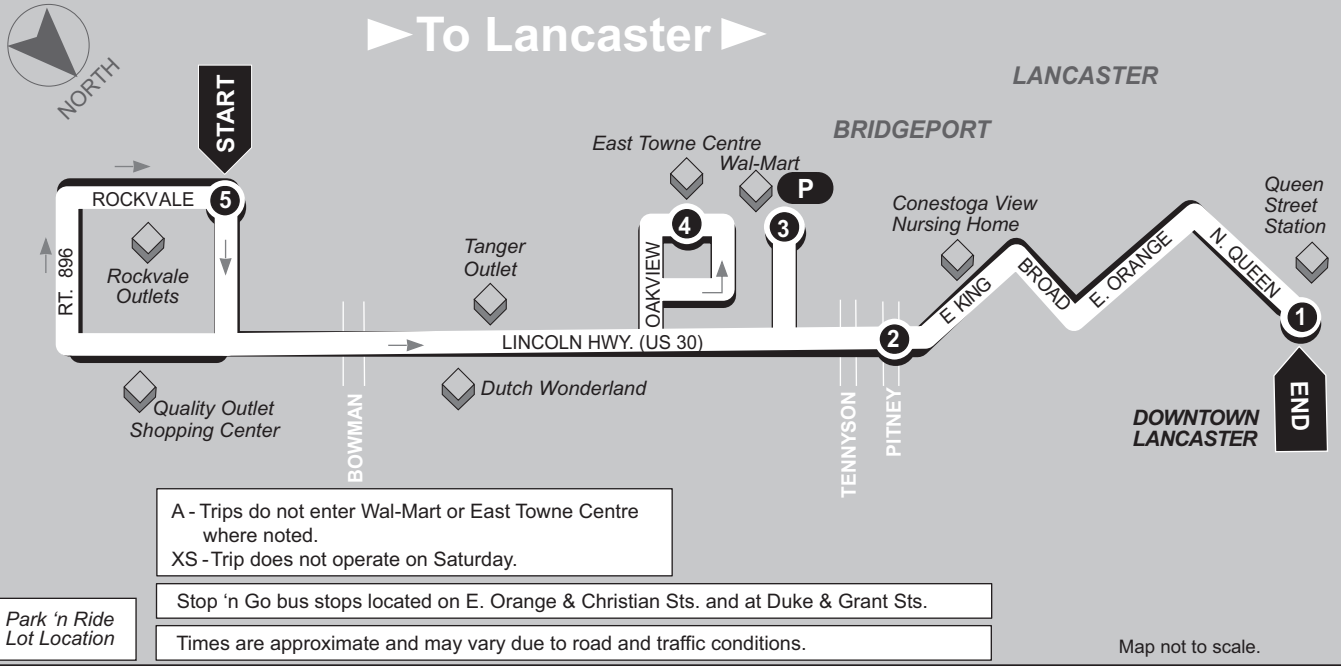 To Lancaster
NORTH
START
LANCASTER
BRIDGEPORT
East Towne Centre
Wal-Mart
P
Conestoga View
Nursing Home
Queen
Street
Station
ROCKVALE
5
4
3
RT. 896
Rockvale
Outlets
Tanger
Outlet
OAKVIEW
E KING
BROAD
E. ORANGE
N. QUEEN
1
2
LINCOLN HWY. (US 30)
Quality Outlet
Shopping Center
Dutch Wonderland
BOWMAN
TENNYSON
PITNEY
DOWNTOWN
LANCASTER
END
A - Trips do not enter Wal-Mart or East Towne Centre
where noted.
XS - Trip does not operate on Saturday.
Stop ‘n Go bus stops located on E. Orange & Christian Sts. and at Duke & Grant Sts.
Park 'n Ride
Lot Location
Times are approximate and may vary due to road and traffic conditions.
Map not to scale.